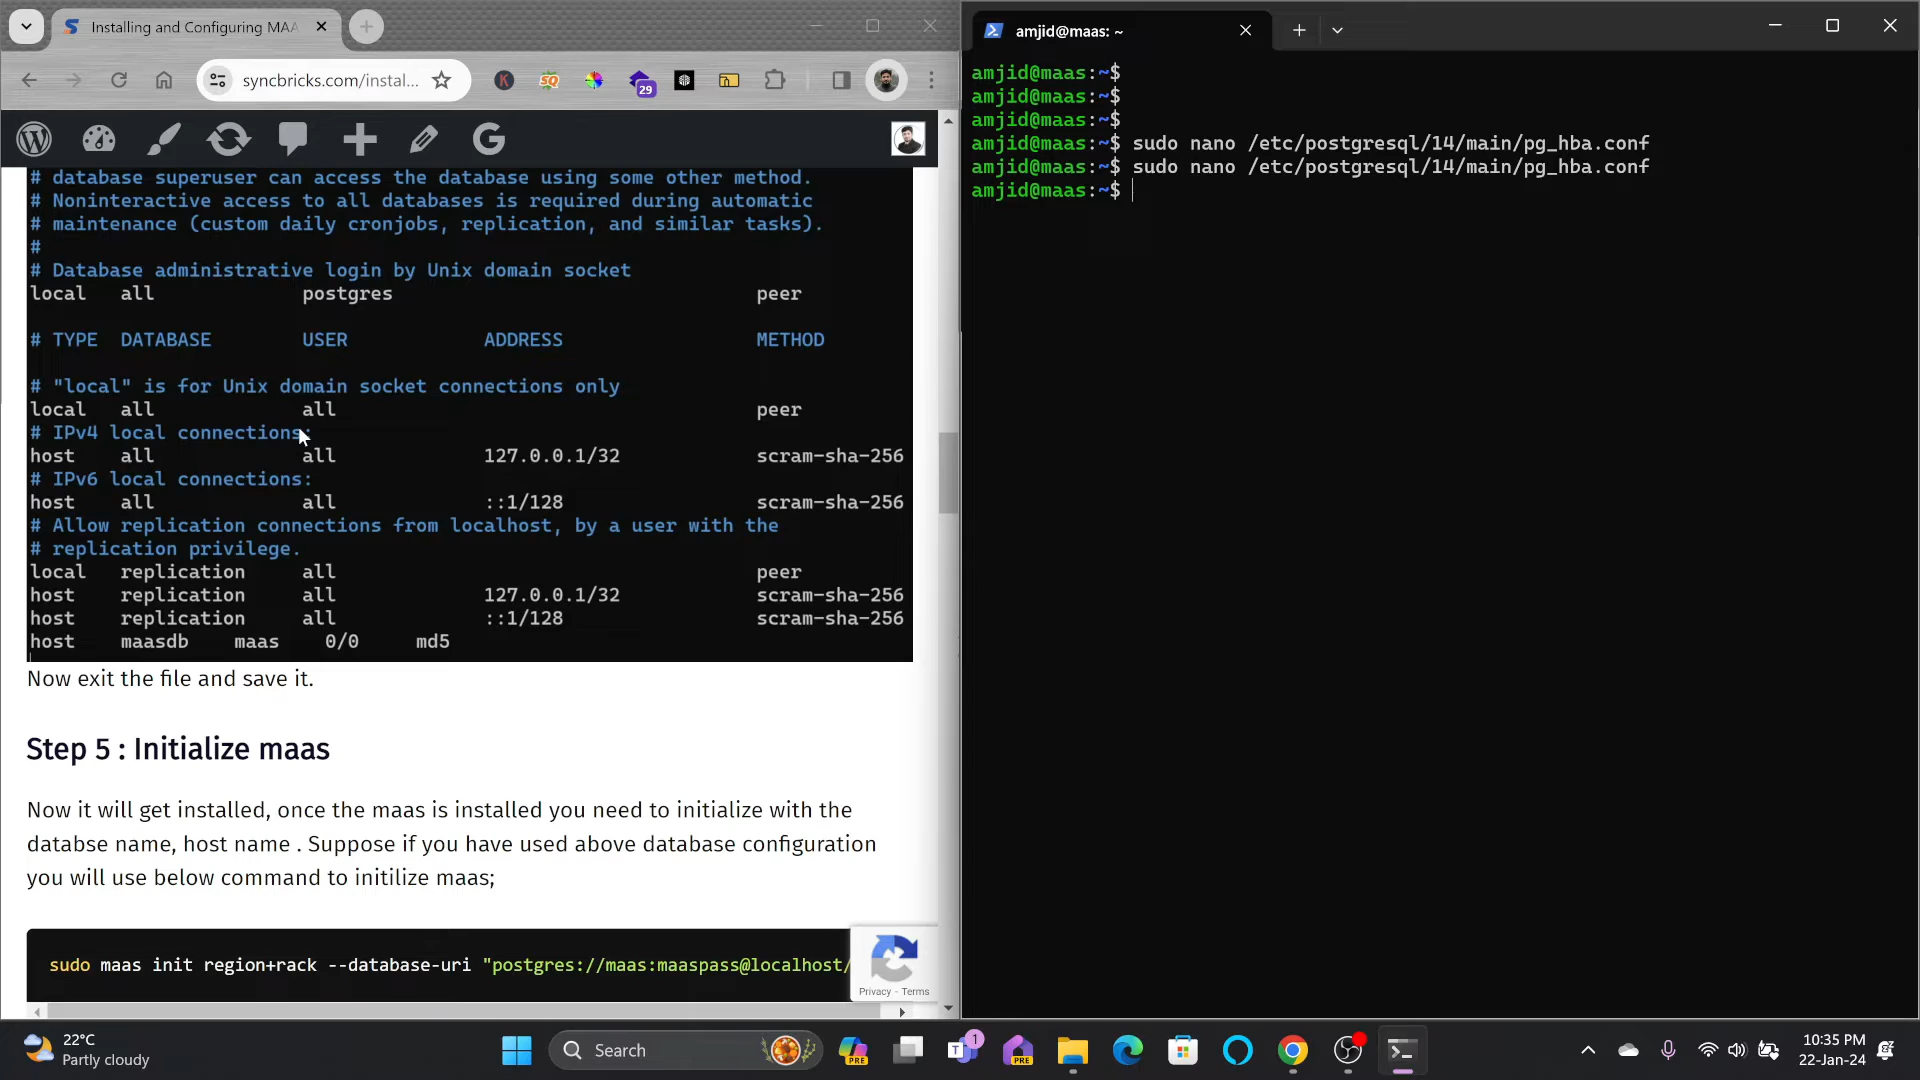 Installing and Configuring MAA
syncbricks.com/instal...
29
# database superuser can access the database using some other method.
# Noninteractive access to all databases is required during automatic
# maintenance (custom daily cronjobs, replication, and similar tasks).
#
# Database administrative login by Unix domain socket
local all postgres peer
# TYPE DATABASE USER ADDRESS METHOD
# "local" is for Unix domain socket connections only
local all all peer
# IPv4 local connections:
host all all 127.0.0.1/32 scram-sha-256
# IPv6 local connections:
host all all ::1/128 scram-sha-256
# Allow replication connections from localhost, by a user with the
# replication privilege.
local replication all peer
host replication all 127.0.0.1/32 scram-sha-256
host replication all ::1/128 scram-sha-256
host maasdb maas 0/0 md5
Now exit the file and save it.
Step 5 : Initialize maas
Now it will get installed, once the maas is installed you need to initialize with the
databse name, host name . Suppose if you have used above database configuration
you will use below command to initilize maas;
sudo maas init region+rack --database-uri "postgres://maas:maaspass@localhost/
Privacy - Terms
amjid@maas: ~
amjid@maas:~$
amjid@maas:~$
amjid@maas:~$
amjid@maas:~$ sudo nano /etc/postgresql/14/main/pg_hba.conf
amjid@maas:~$ sudo nano /etc/postgresql/14/main/pg_hba.conf
amjid@maas:~$
22°C
Partly cloudy
Search
PRE
1
PRE
10:35 PM
22-Jan-24